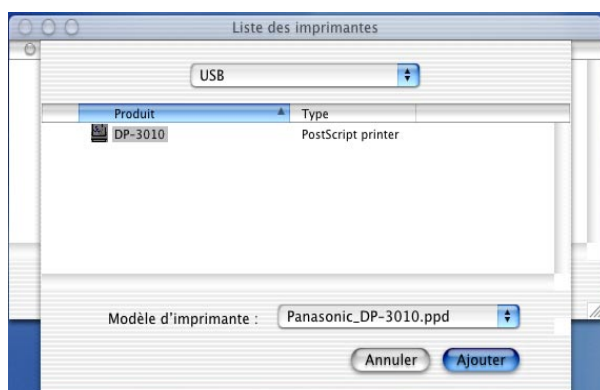 Liste des imprimantes
USB
Produit Type
DP-3010 PostScript printer
Modèle d'imprimante : Panasonic_DP-3010.ppd
Annuler Ajouter